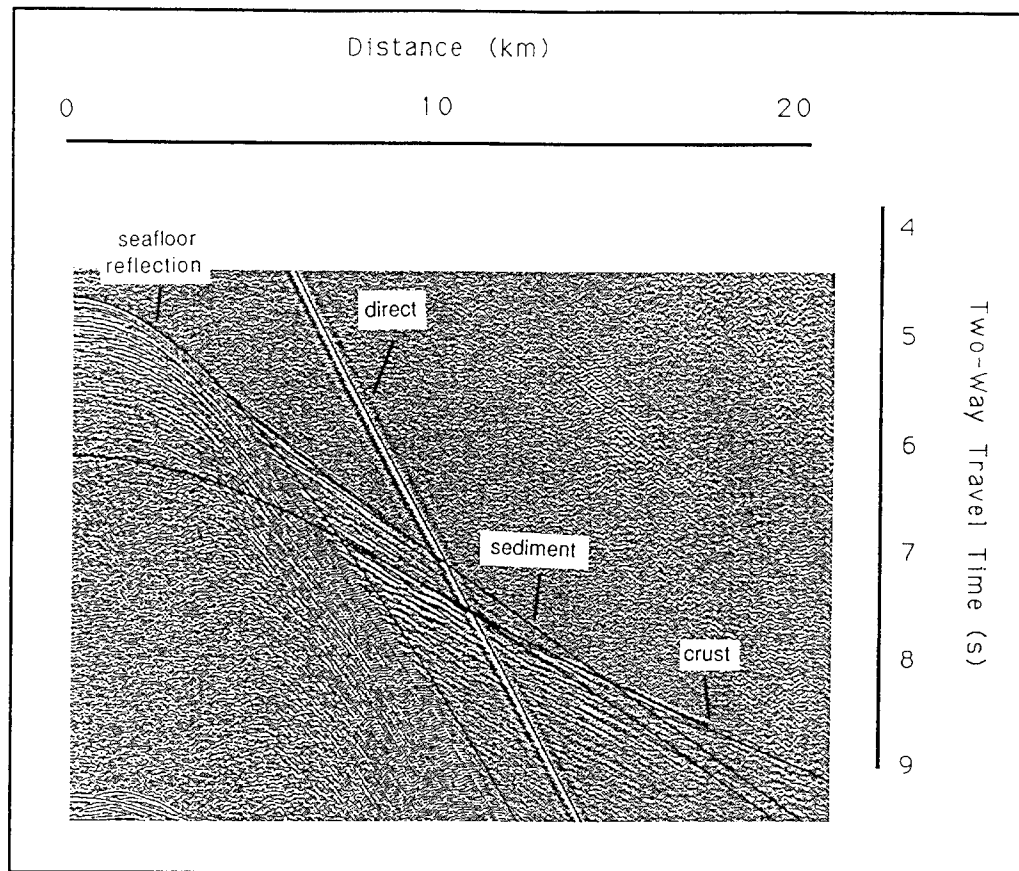 Distance (km)
0 10 20
seafloor
reflection
direct
sediment
crust
4
5
6
7
8
9
Two-Way Travel Time (s)